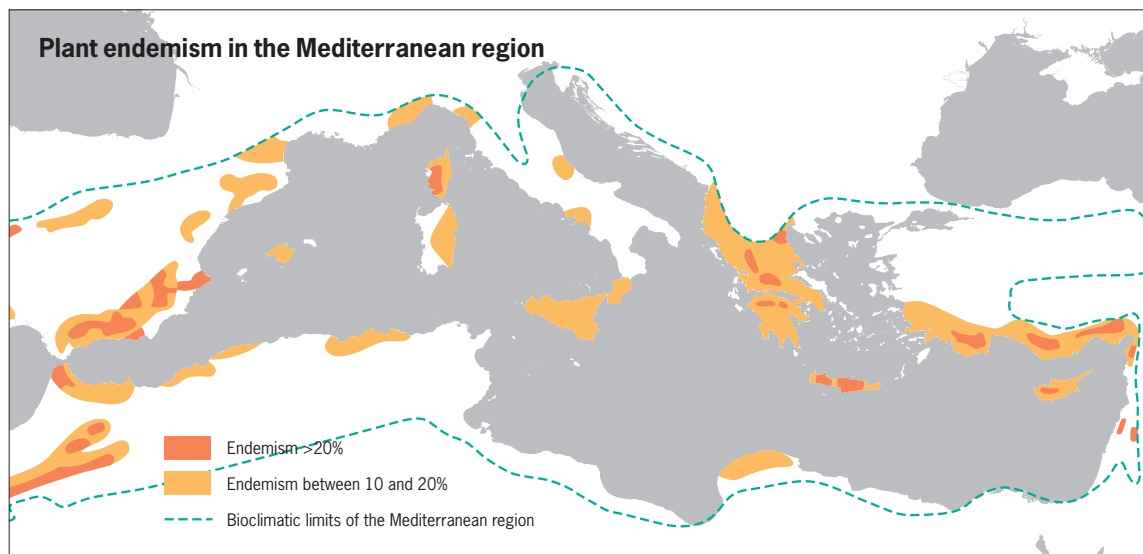 Plant endemism in the Mediterranean region
Endemism >20%
Endemism between 10 and 20%
Bioclimatic limits of the Mediterranean region